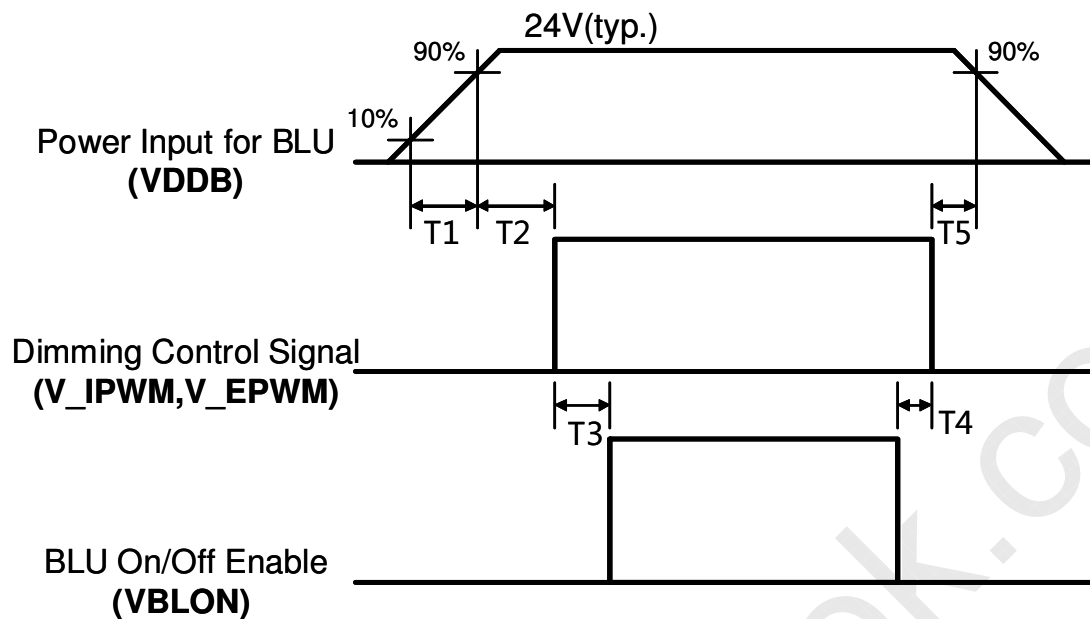 24V(typ.)
90%
90%
10%
Power Input for BLU
(VDDB)
T1
T2
T5
Dimming Control Signal
(V_IPWM,V_EPWM)
T3
T4
BLU On/Off Enable
(VBLON)